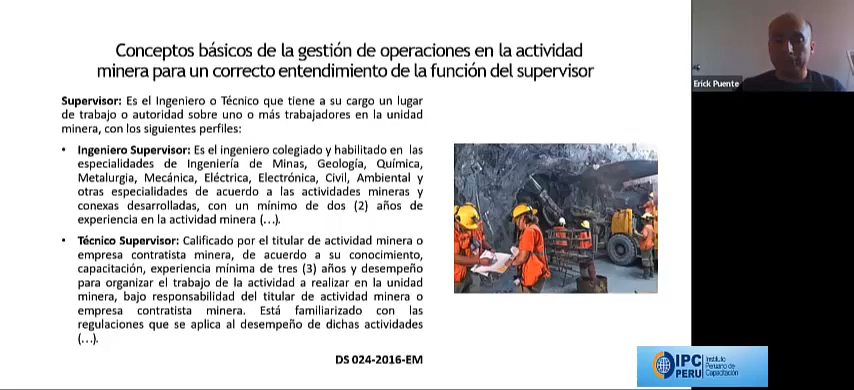 Conceptos básicos de la gestión de operaciones en la actividad
minera para un correcto entendimiento de la función del supervisor
Supervisor: Es el Ingeniero o Técnico que tiene a su cargo un lugar
de trabajo o autoridad sobre uno o más trabajadores en la unidad
minera, con los siguientes perfiles:
• Ingeniero Supervisor: Es el ingeniero colegiado y habilitado en las
especialidades de Ingeniería de Minas, Geología, Química,
Metalurgia, Mecánica, Eléctrica, Electrónica, Civil, Ambiental y
otras especialidades de acuerdo a las actividades mineras y
conexas desarrolladas, con un mínimo de dos (2) años de
experiencia en la actividad minera (...).
• Técnico Supervisor: Calificado por el titular de actividad minera o
empresa contratista minera, de acuerdo a su conocimiento,
capacitación, experiencia mínima de tres (3) años y desempeño
para organizar el trabajo de la actividad a realizar en la unidad
minera, bajo responsabilidad del titular de actividad minera o
empresa contratista minera. Está familiarizado con las
regulaciones que se aplica al desempeño de dichas actividades
(...).
DS 024-2016-EM
Erick Puente
IPC
PERU
Instituto
Peruano de
Capacitación